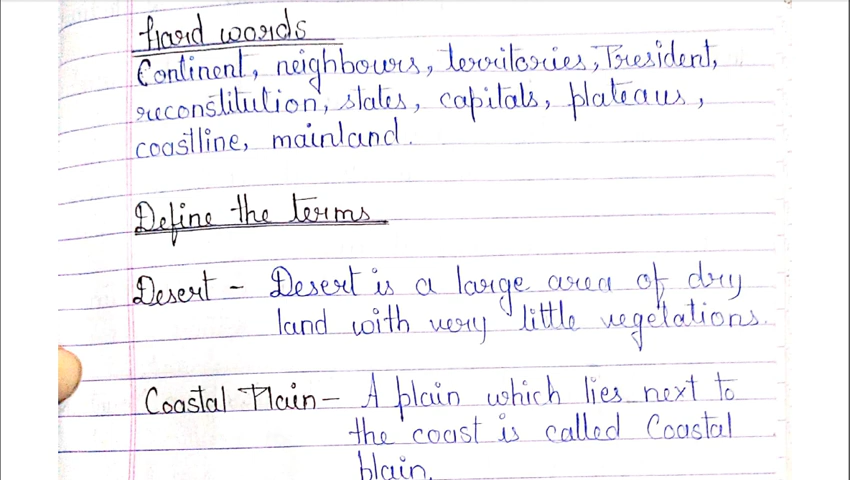 Hard words
Continent, neighbours, territories, President,
reconstitution, states, capitals, plateaus,
coastline, mainland.
Define the terms
Desert - Desert is a large area of dry
land with very little vegetations.
Coastal Plain - A plain which lies next to
the coast is called Coastal
plain.